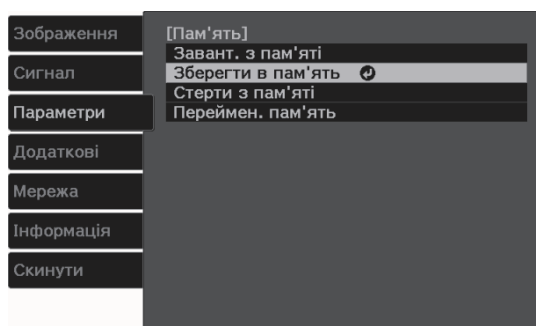 Зображення
Сигнал
Параметри
Додаткові
Мережа
Інформація
Скинути
[Пам'ять]
Завант. з пам'яті
Зберегти в пам'ять
Стерти з пам'яті
Переймен. пам'ять